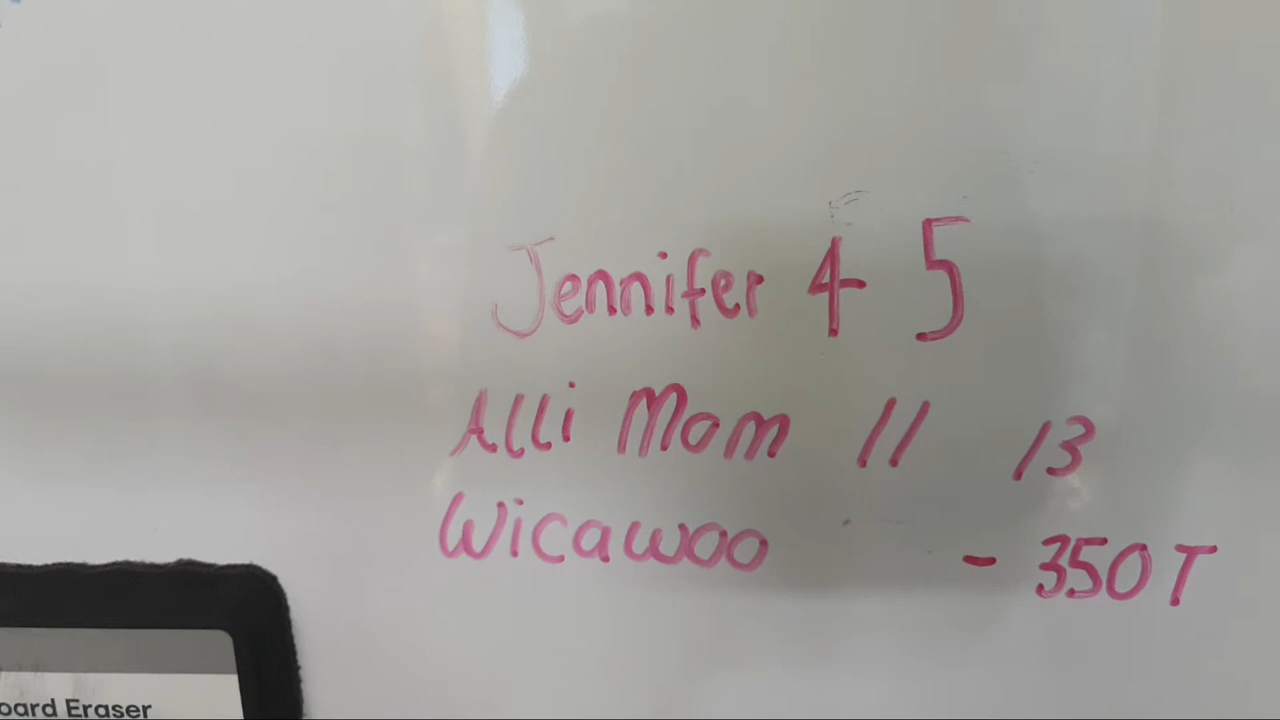 Jennifer 4 5
Alli Mom 11 13
Wicawoo - 350T
oard Eraser